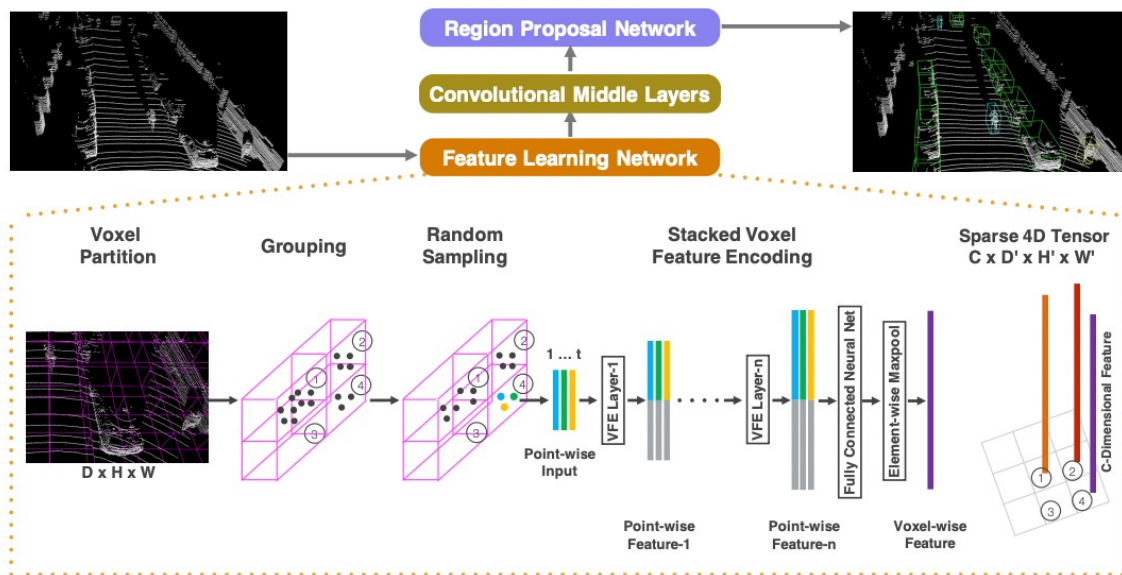 Region Proposal Network
Convolutional Middle Layers
Feature Learning Network
Voxel
Partition
Grouping
Random
Sampling
Stacked Voxel
Feature Encoding
Sparse 4D Tensor
C x D' x H' x W'
D x H x W
1
2
3
4
1
2
3
4
1 ... t
Point-wise
Input
VFE Layer-1
Point-wise
Feature-1
VFE Layer-n
Point-wise
Feature-n
Fully Connected Neural Net
Element-wise Maxpool
Voxel-wise
Feature
C-Dimensional Feature
1
2
3
4